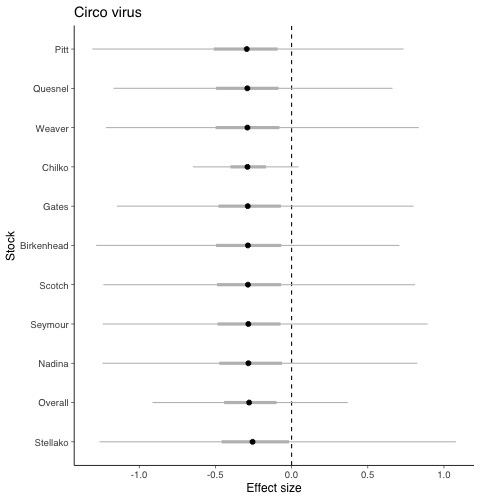 Circo virus
Stock
Pitt
Quesnel
Weaver
Chilko
Gates
Birkenhead
Scotch
Seymour
Nadina
Overall
Stellako
-1.0 -0.5 0.0 0.5 1.0
Effect size